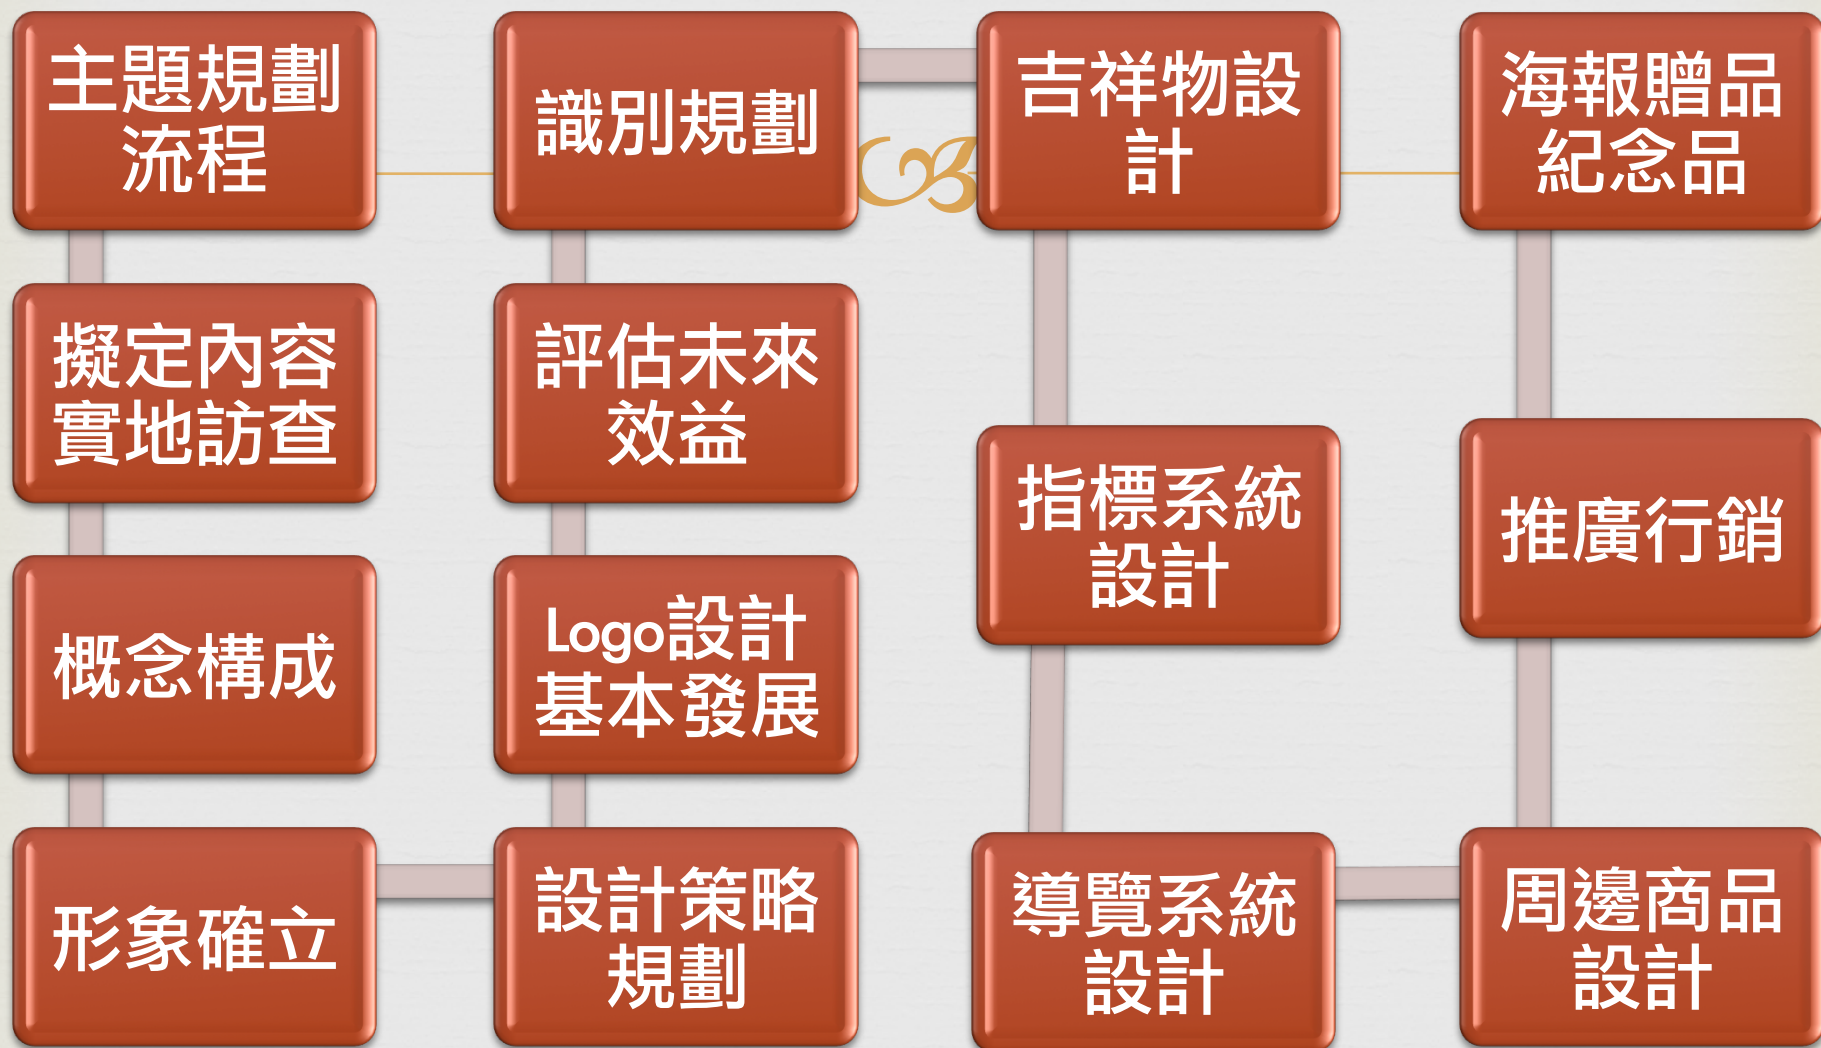 主題規劃
流程
擬定內容
實地訪查
概念構成
形象確立
設計策略
規劃
Logo設計
基本發展
評估未來
效益
識別規劃
吉祥物設
計
指標系統
設計
導覽系統
設計
周邊商品
設計
推廣行銷
海報贈品
紀念品